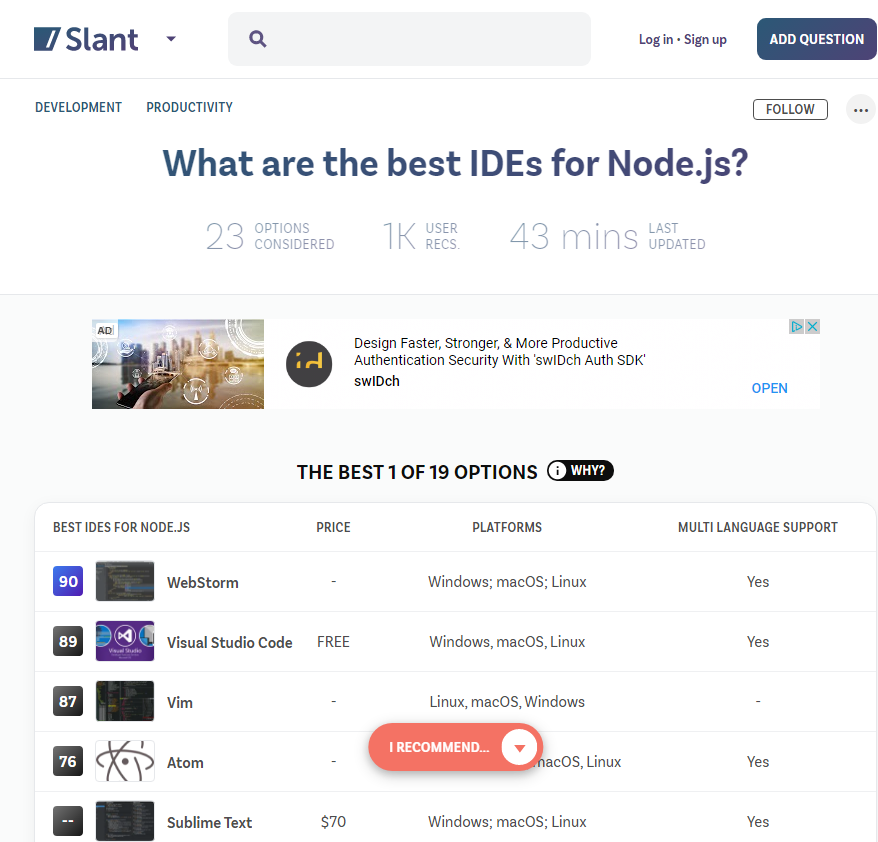 Slant
Log in • Sign up
ADD QUESTION
DEVELOPMENT PRODUCTIVITY
FOLLOW
What are the best IDEs for Node.js?
23 OPTIONS CONSIDERED
1K USER RECS.
43 mins LAST UPDATED
AD
Design Faster, Stronger, & More Productive
Authentication Security With 'swIDch Auth SDK'
swIDch
OPEN
THE BEST 1 OF 19 OPTIONS i WHY?
BEST IDES FOR NODE.JS PRICE PLATFORMS MULTI LANGUAGE SUPPORT
90 WebStorm - Windows; macOS; Linux Yes
89 Visual Studio Visual Studio Code FREE Windows, macOS, Linux Yes
87 Vim - Linux, macOS, Windows -
I RECOMMEND...
76 Atom - macOS, Linux Yes
-- Sublime Text $70 Windows; macOS; Linux Yes